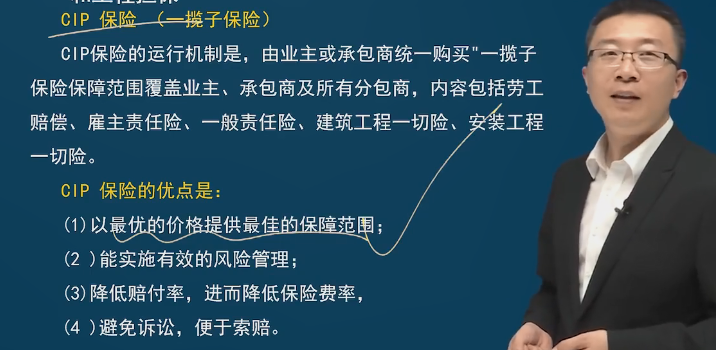 CIP 保险 （一揽子保险）
CIP保险的运行机制是，由业主或承包商统一购买"一揽子
保险保障范围覆盖业主、承包商及所有分包商，内容包括劳工
赔偿、雇主责任险、一般责任险、建筑工程一切险、安装工程
一切险。
CIP 保险的优点是：
(1)以最优的价格提供最佳的保障范围；
(2 )能实施有效的风险管理；
(3)降低赔付率，进而降低保险费率，
(4 )避免诉讼，便于索赔。